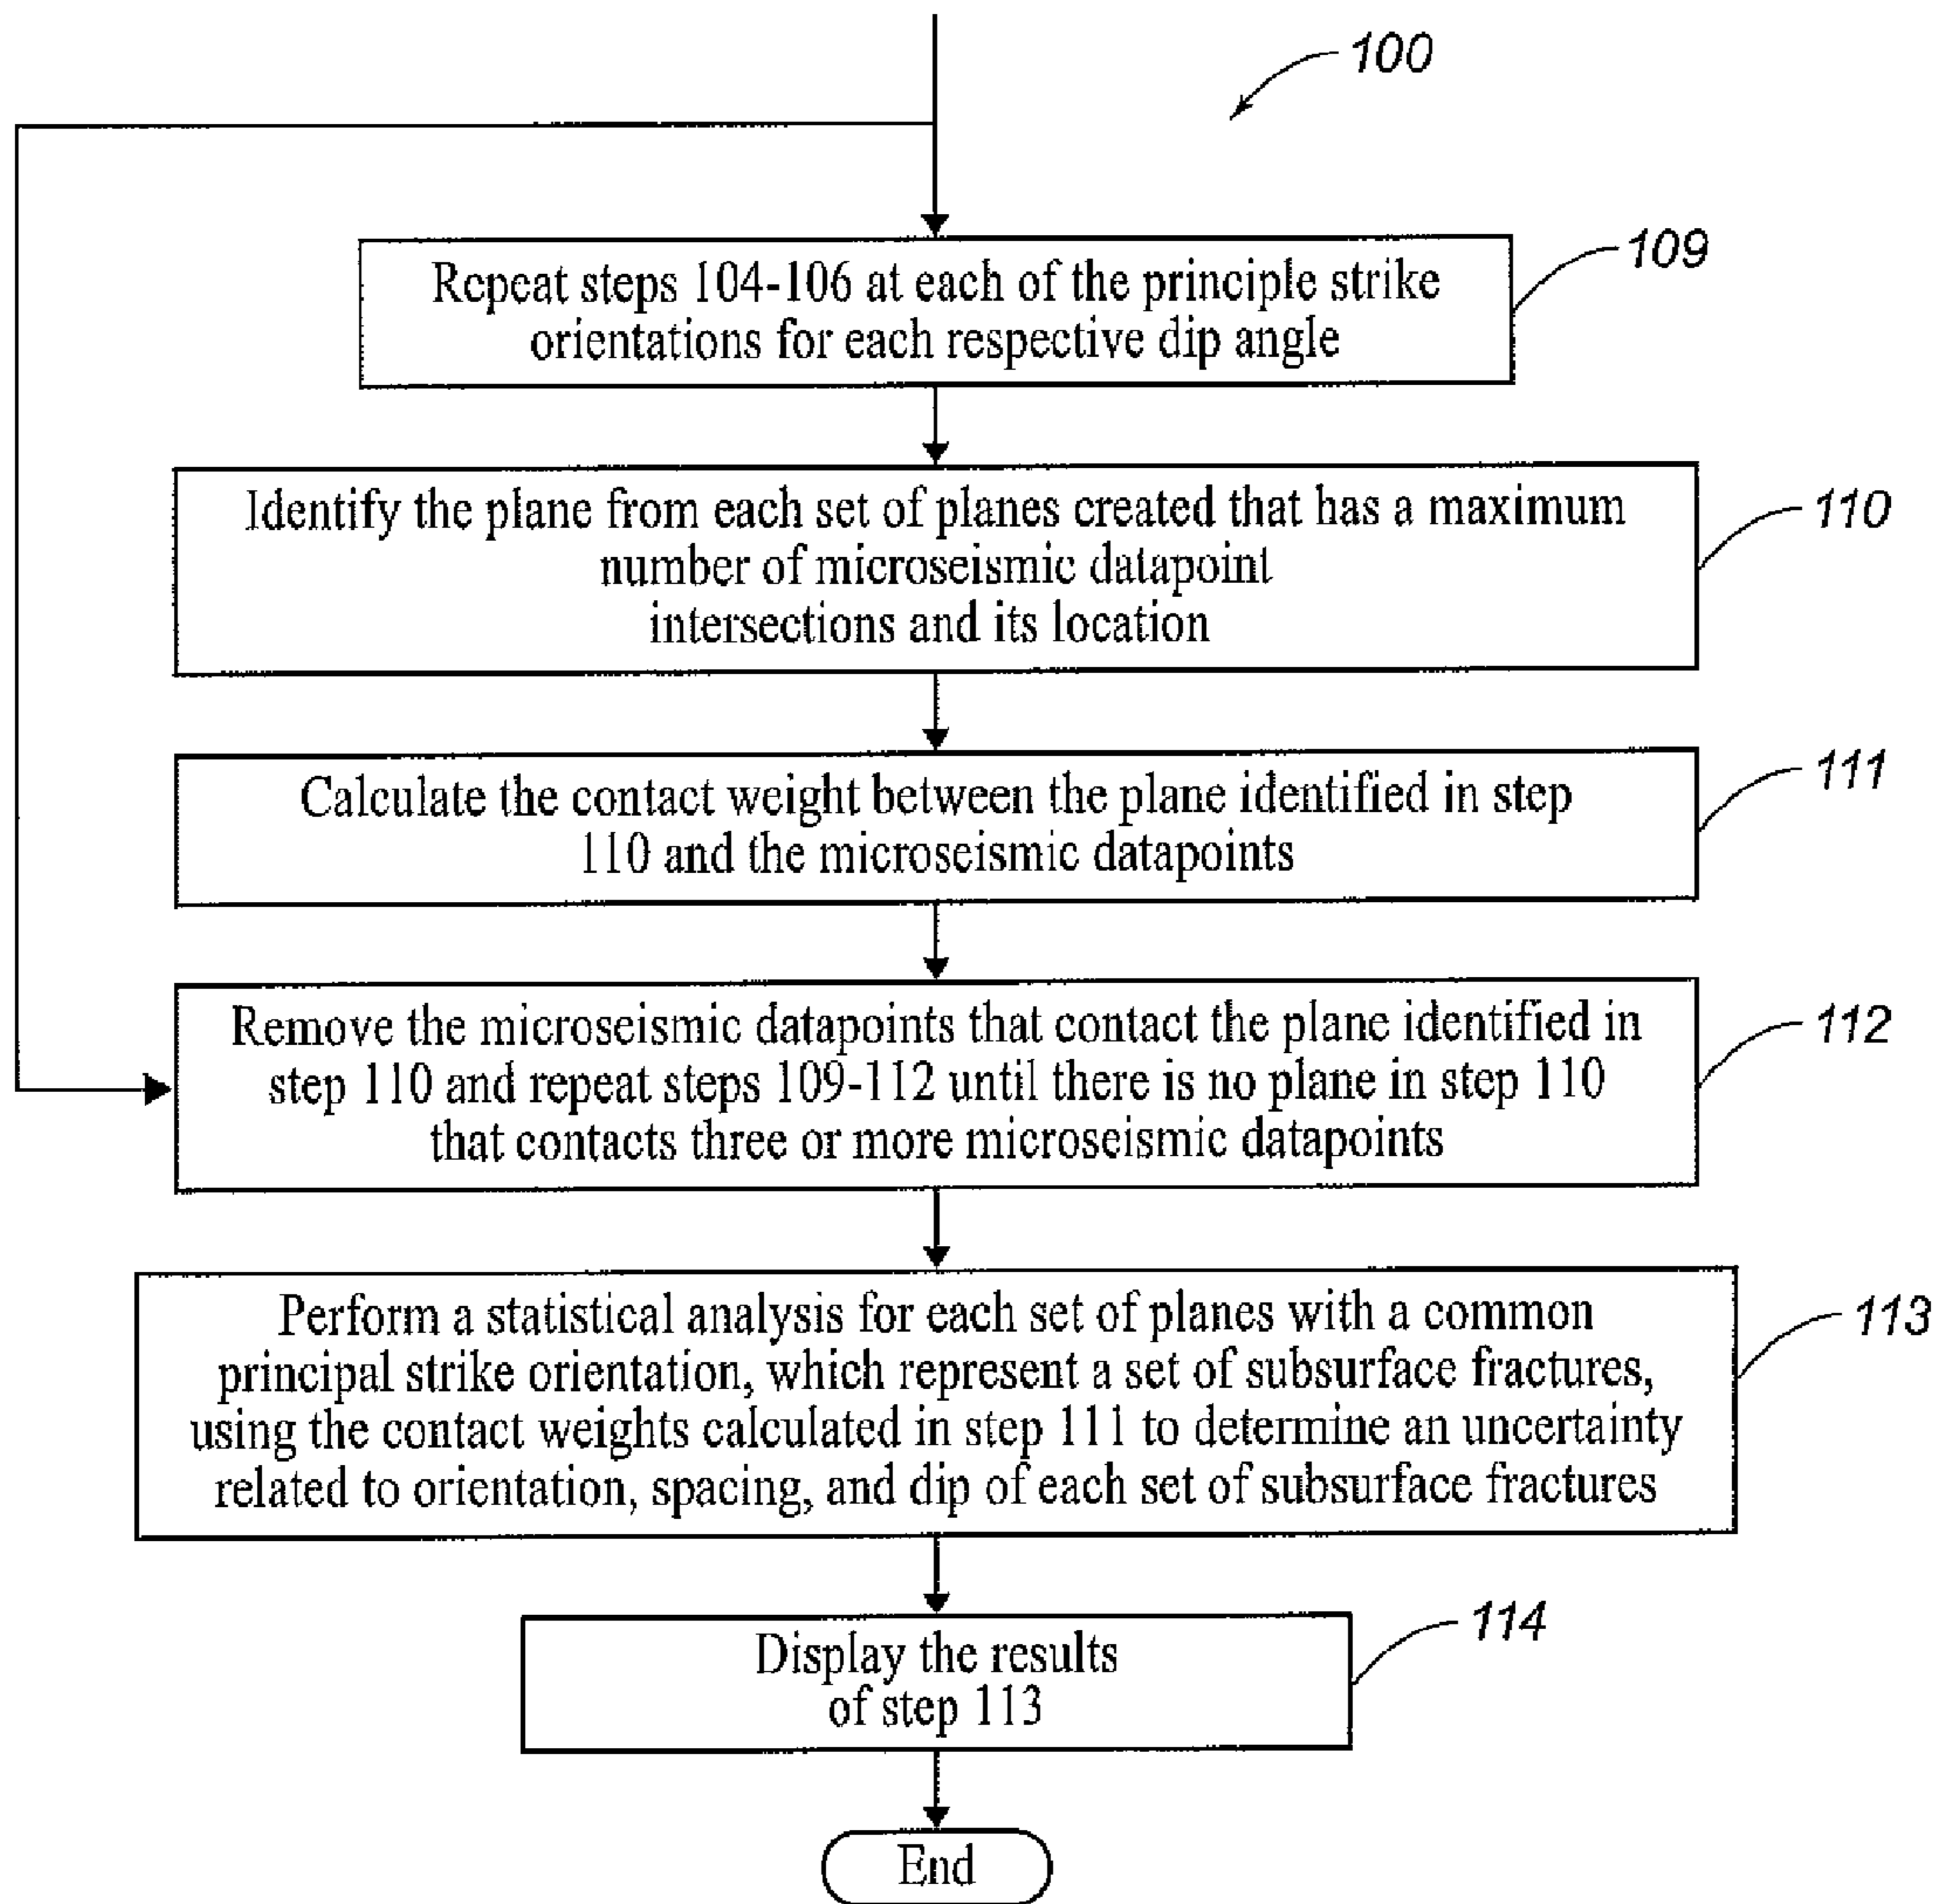 100
109
Repeat steps 104-106 at each of the principle strike
orientations for each respective dip angle
110
Identify the plane from each set of planes created that has a maximum
number of microseismic datapoint
intersections and its location
111
Calculate the contact weight between the plane identified in step
110 and the microseismic datapoints
112
Remove the microseismic datapoints that contact the plane identified in
step 110 and repeat steps 109-112 until there is no plane in step 110
that contacts three or more microseismic datapoints
113
Perform a statistical analysis for each set of planes with a common
principal strike orientation, which represent a set of subsurface fractures,
using the contact weights calculated in step 111 to determine an uncertainty
related to orientation, spacing, and dip of each set of subsurface fractures
114
Display the results
of step 113
End